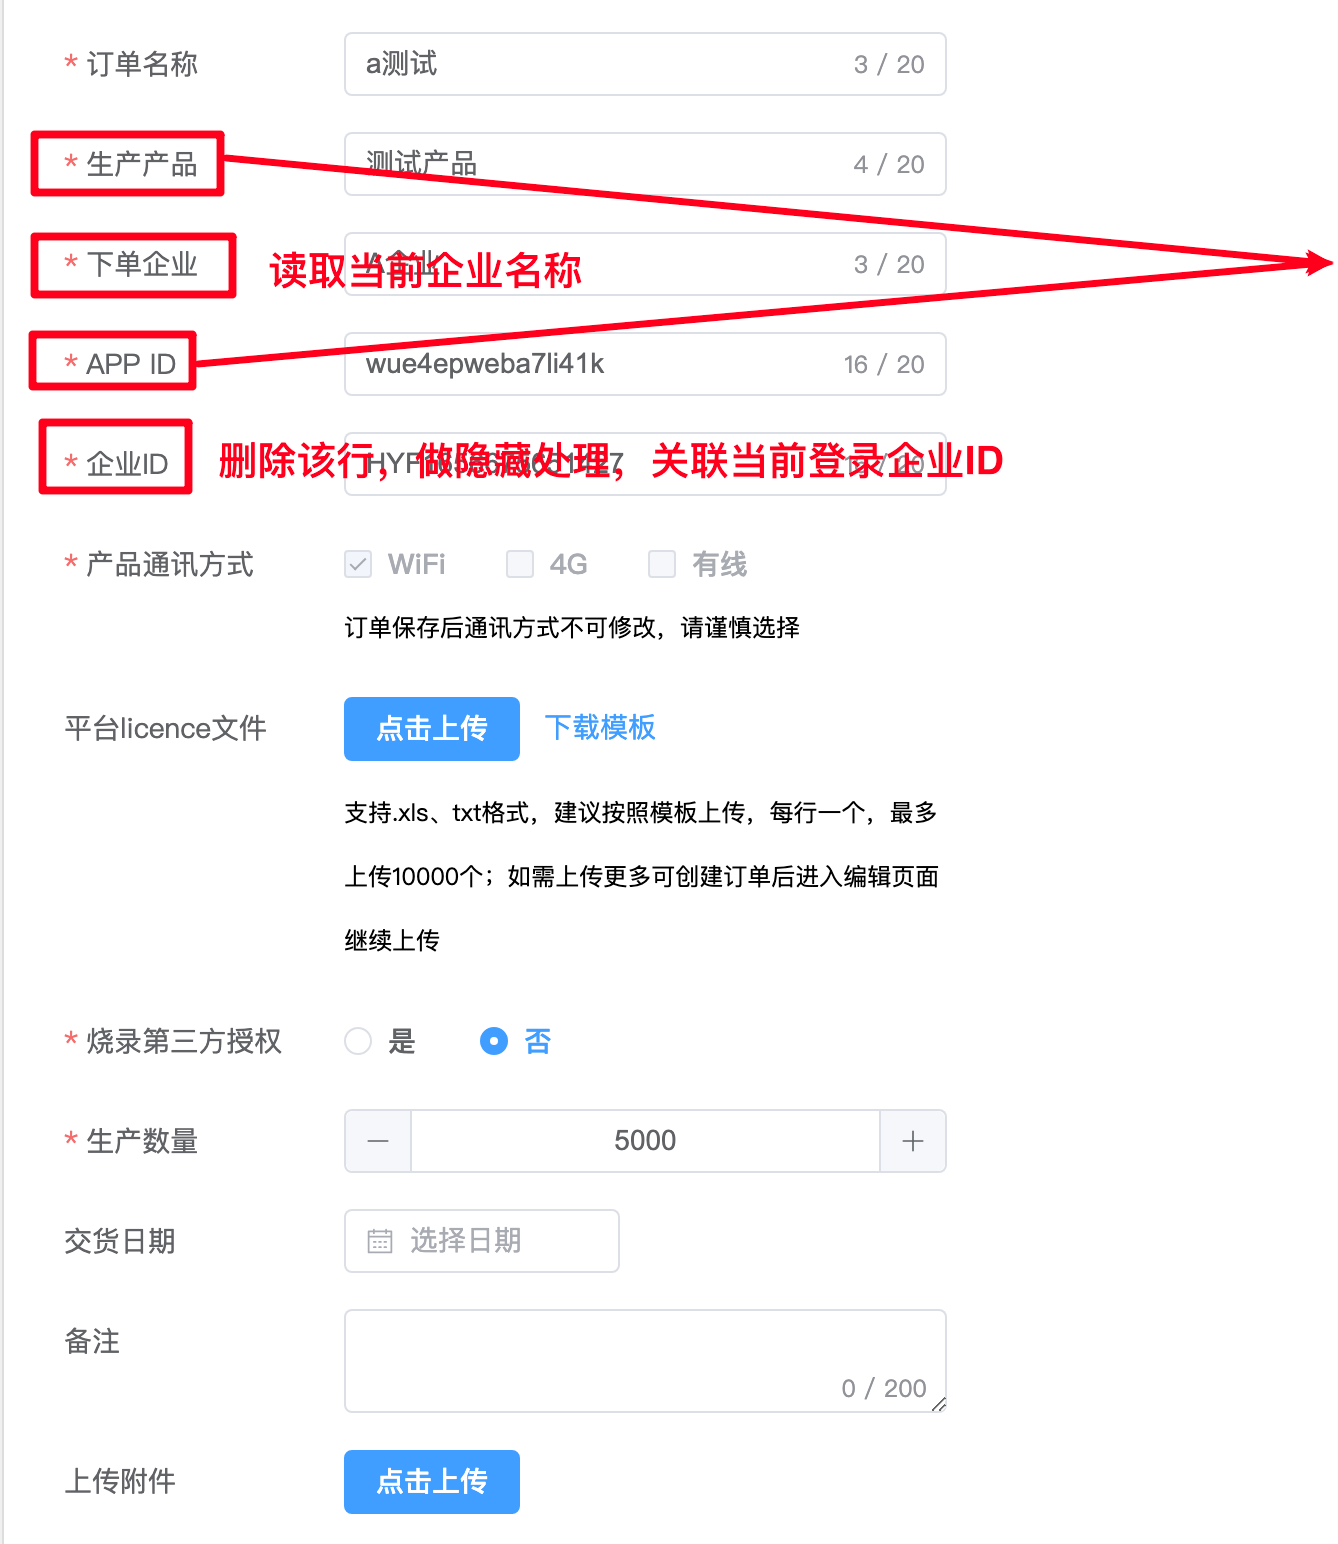 * 订单名称 a测试 3 / 20
* 生产产品 测试产品 4 / 20
* 下单企业 读取当前企业名称 3 / 20
* APP ID wue4epweba7li41k 16 / 20
* 企业ID 删除该行，做隐藏处理，关联当前登录企业ID
* 产品通讯方式 WiFi 4G 有线
订单保存后通讯方式不可修改，请谨慎选择
平台licence文件 点击上传 下载模板
支持.xls、txt格式，建议按照模板上传，每行一个，最多
上传10000个；如需上传更多可创建订单后进入编辑页面
继续上传
* 烧录第三方授权 是 否
* 生产数量 5000
交货日期 选择日期
备注
0 / 200
上传附件 点击上传